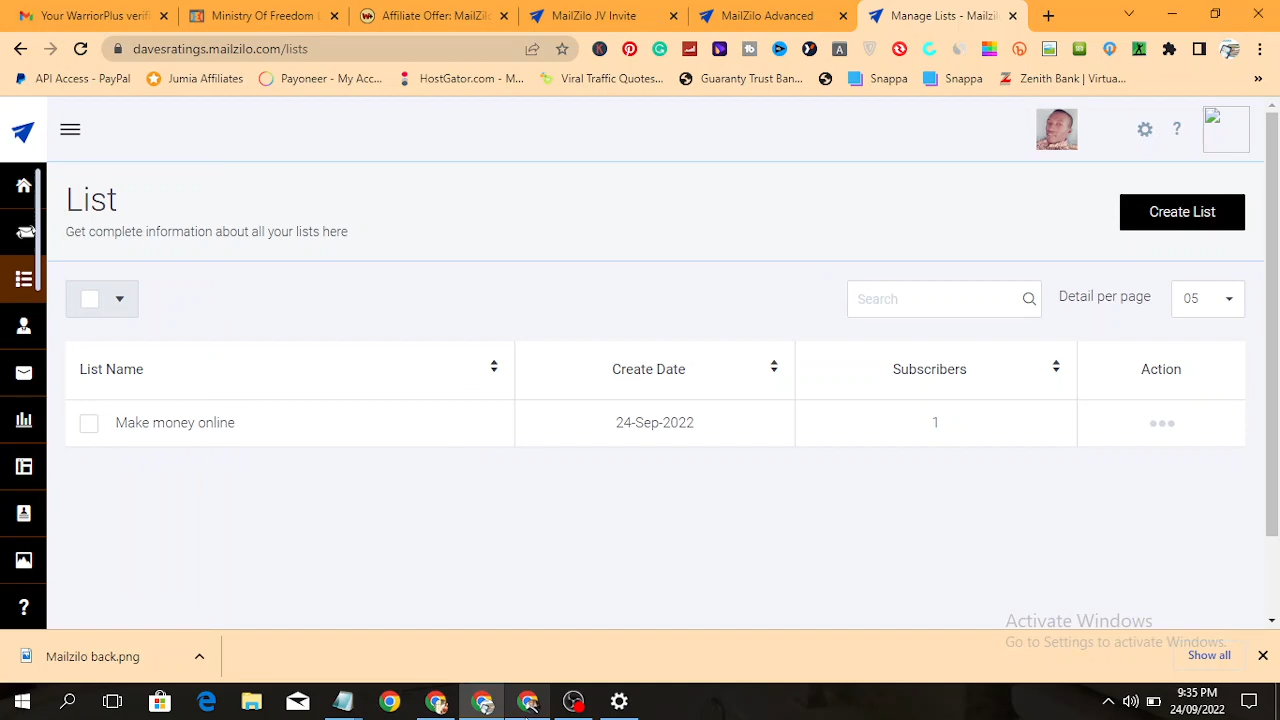 Your WarriorPlus verifi
Ministry Of Freedom
Affiliate Offer: MailZilo
MailZilo JV Invite
MailZilo Advanced
Manage Lists - Mailzilo
davesratings.mailzilo.com/lists
API Access - PayPal
Jumia Affiliates
Payoneer - My Acca...
HostGator.com - M...
Viral Traffic Quotes...
Guaranty Trust Ban...
Snappa
Snappa
Zenith Bank | Virtua...
»
?
List
Get complete information about all your lists here
Create List
Search
Detail per page
05
List Name
Create Date
Subscribers
Action
Make money online
24-Sep-2022
1
?
Activate Windows
Go to Settings to activate Windows.
Mailzilo back.png
Show all
9:35 PM
24/09/2022